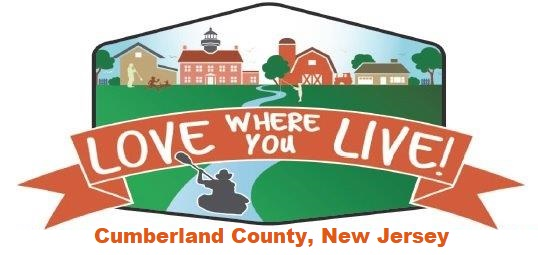 LOVE WHERE YOU LIVE!
Cumberland County, New Jersey